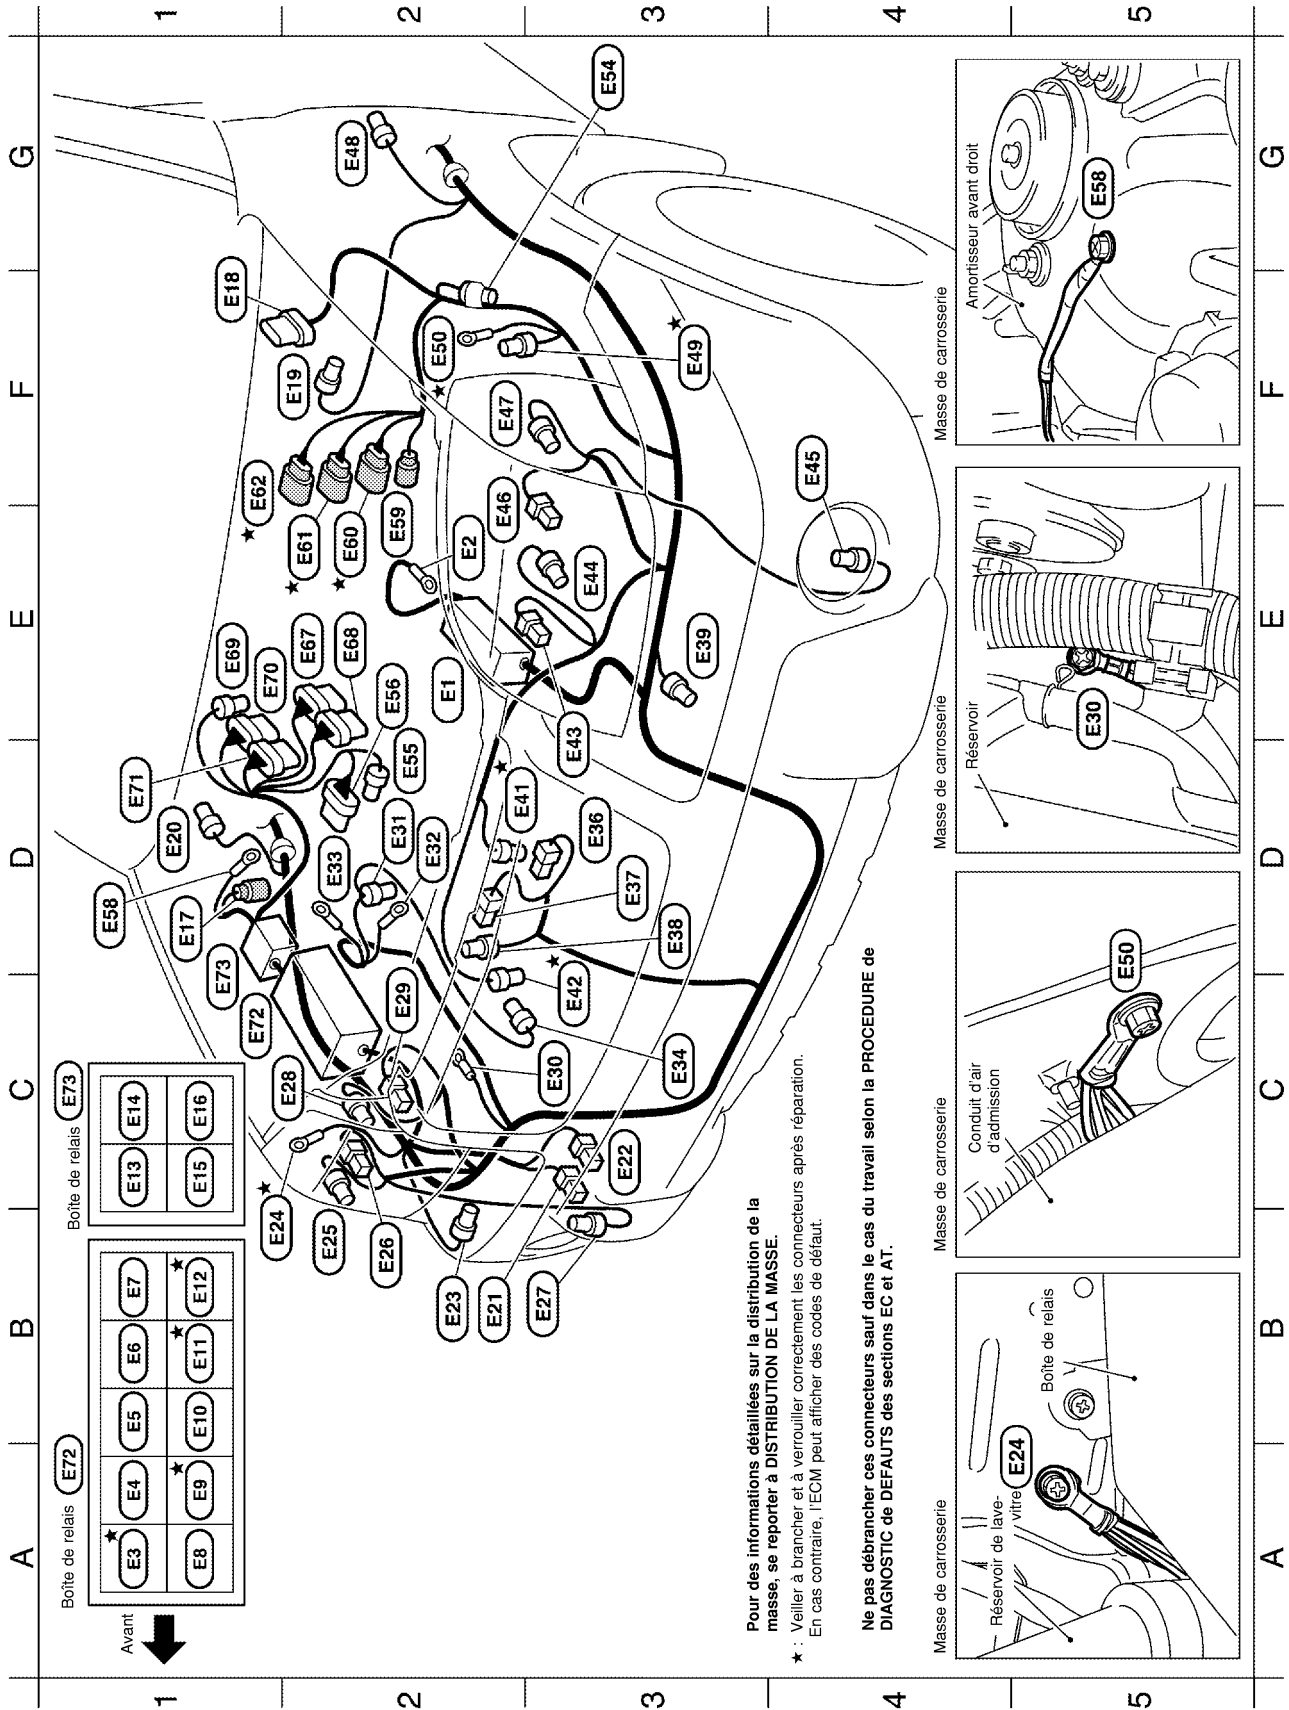 A B C D E F G
1
2
3
4
5
1
2
3
4
5
A B C D E F G
Avant
Boîte de relais E72
★
E3 E4 E5 E6 E7
★ ★ ★
E8 E9 E10 E11 E12
Boîte de relais E73
E13 E14
E15 E16
E58
E20
E71
E69
E70
E67
E68
E56
E55
E17
E73
E72
E33
E31
E32
E29
E28
★
E24
E25
E26
E23
E21
E27
E22
E30
E34
★
E42
E38
E37
E36
★
E41
E43
E39
E1
E2
E44
E46
E47
E45
★
E62
★
E61
★
E60
E59
E18
E19
★
E50
★
E49
E48
E54
Pour des informations détaillées sur la distribution de la
masse, se reporter à DISTRIBUTION DE LA MASSE.
★ : Veiller à brancher et à verrouiller correctement les connecteurs après réparation.
En cas contraire, l'ECM peut afficher des codes de défaut.
Ne pas débrancher ces connecteurs sauf dans le cas du travail selon la PROCEDURE de
DIAGNOSTIC de DEFAUTS des sections EC et AT.
Masse de carrosserie
Réservoir de lave-
vitre
E24
Boîte de relais
Masse de carrosserie
Conduit d'air
d'admission
E50
Masse de carrosserie
Réservoir
E30
Masse de carrosserie
Amortisseur avant droit
E58